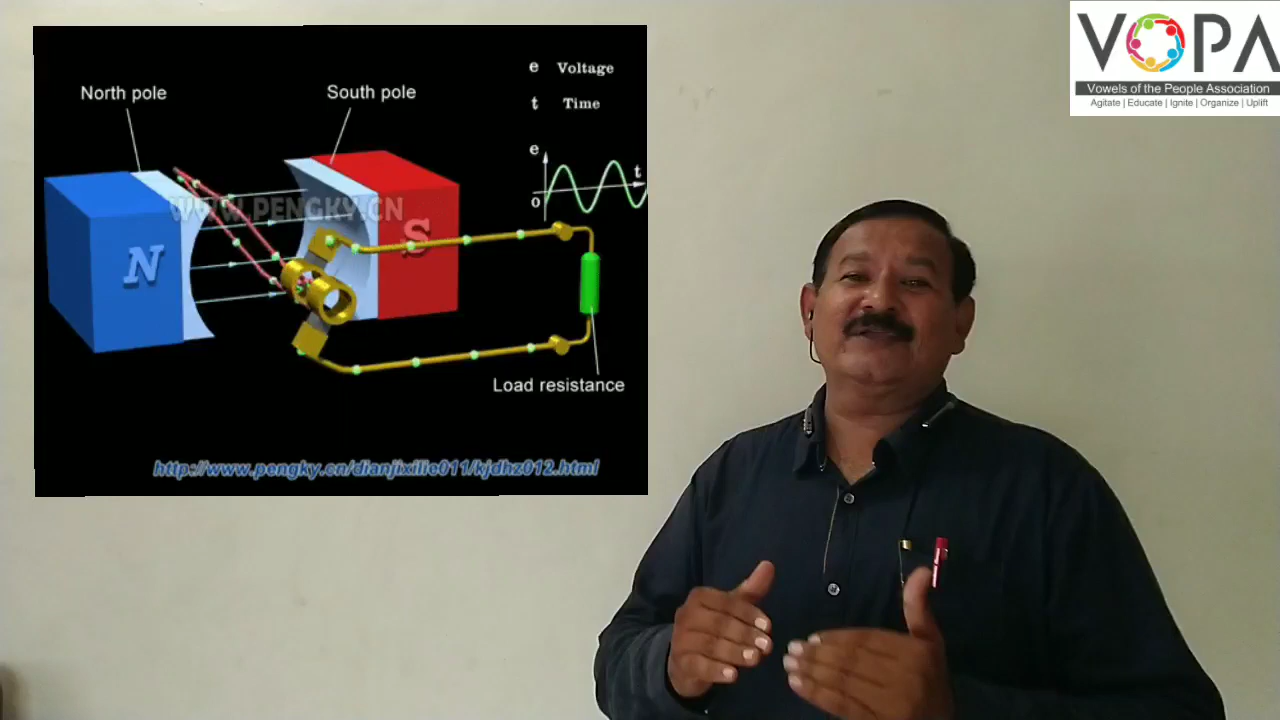 VOPA
Vowels of the People Association
Agitate | Educate | Ignite | Organize | Uplift
e Voltage
t Time
North pole
South pole
e
t
o
WWW.PENGKY.CN
N
S
Load resistance
http://www.pengky.cn/dianjixilie011/kjdhz012.html